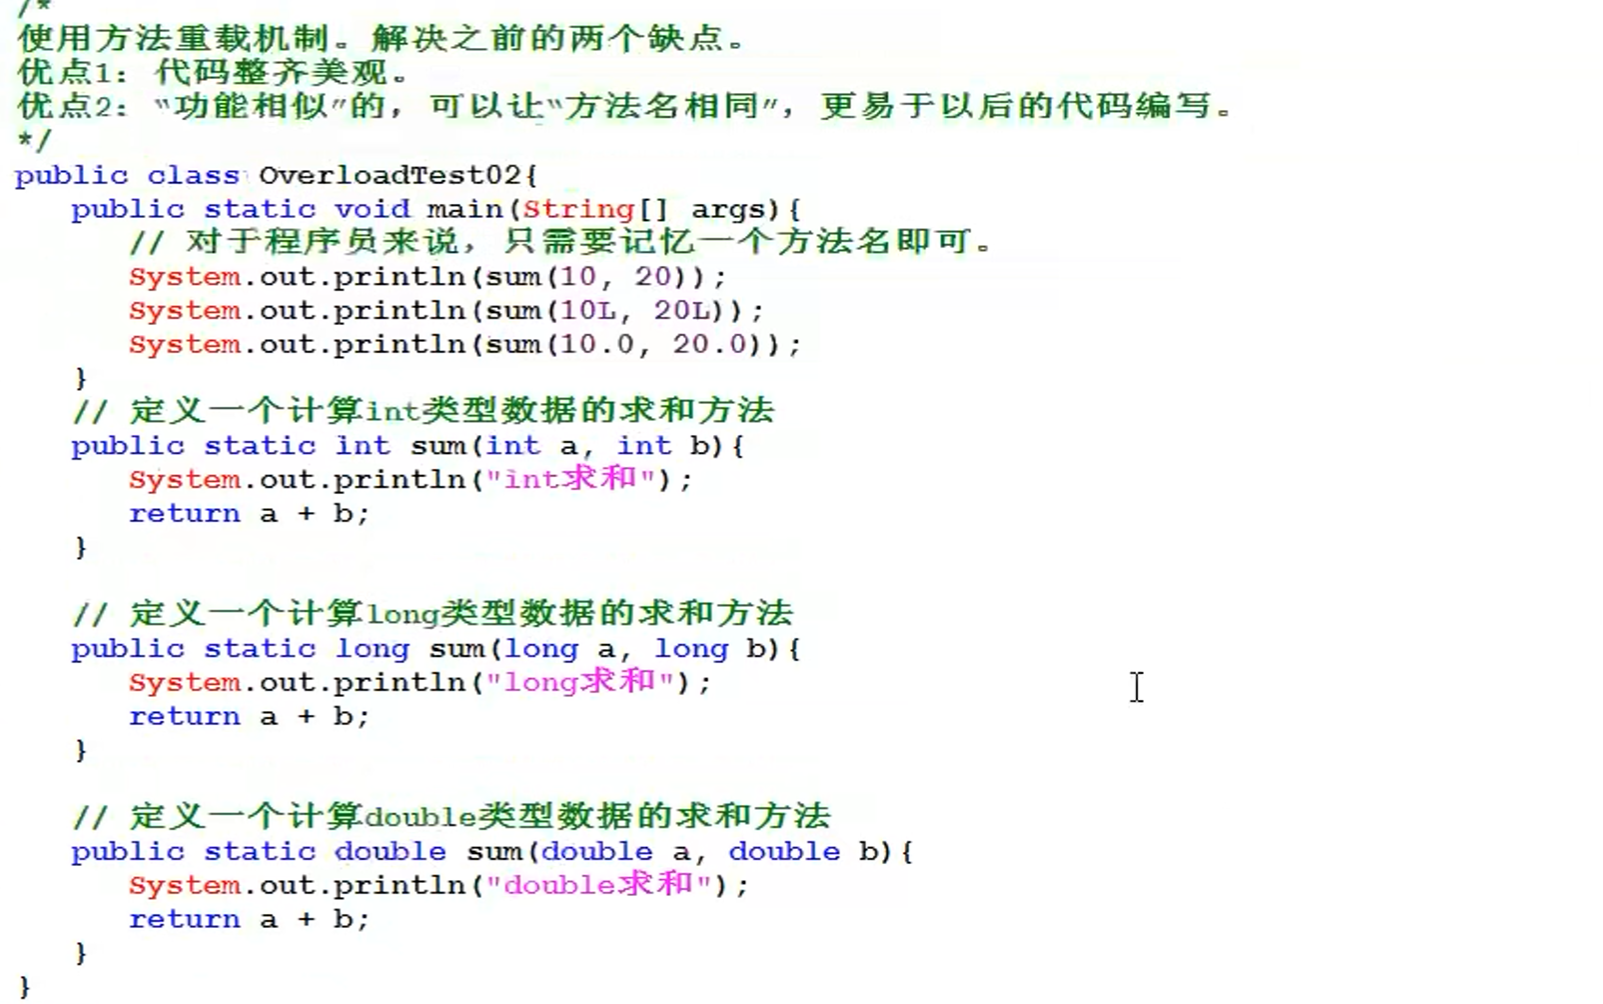 /*
使用方法重载机制。解决之前的两个缺点。
优点1：代码整齐美观。
优点2：“功能相似”的，可以让“方法名相同”，更易于以后的代码编写。
*/
public class OverloadTest02{
public static void main(String[] args){
// 对于程序员来说，只需要记忆一个方法名即可。
System.out.println(sum(10, 20));
System.out.println(sum(10L, 20L));
System.out.println(sum(10.0, 20.0));
}
// 定义一个计算int类型数据的求和方法
public static int sum(int a, int b){
System.out.println("int求和");
return a + b;
}
// 定义一个计算long类型数据的求和方法
public static long sum(long a, long b){
System.out.println("long求和");
return a + b;
}
// 定义一个计算double类型数据的求和方法
public static double sum(double a, double b){
System.out.println("double求和");
return a + b;
}
}